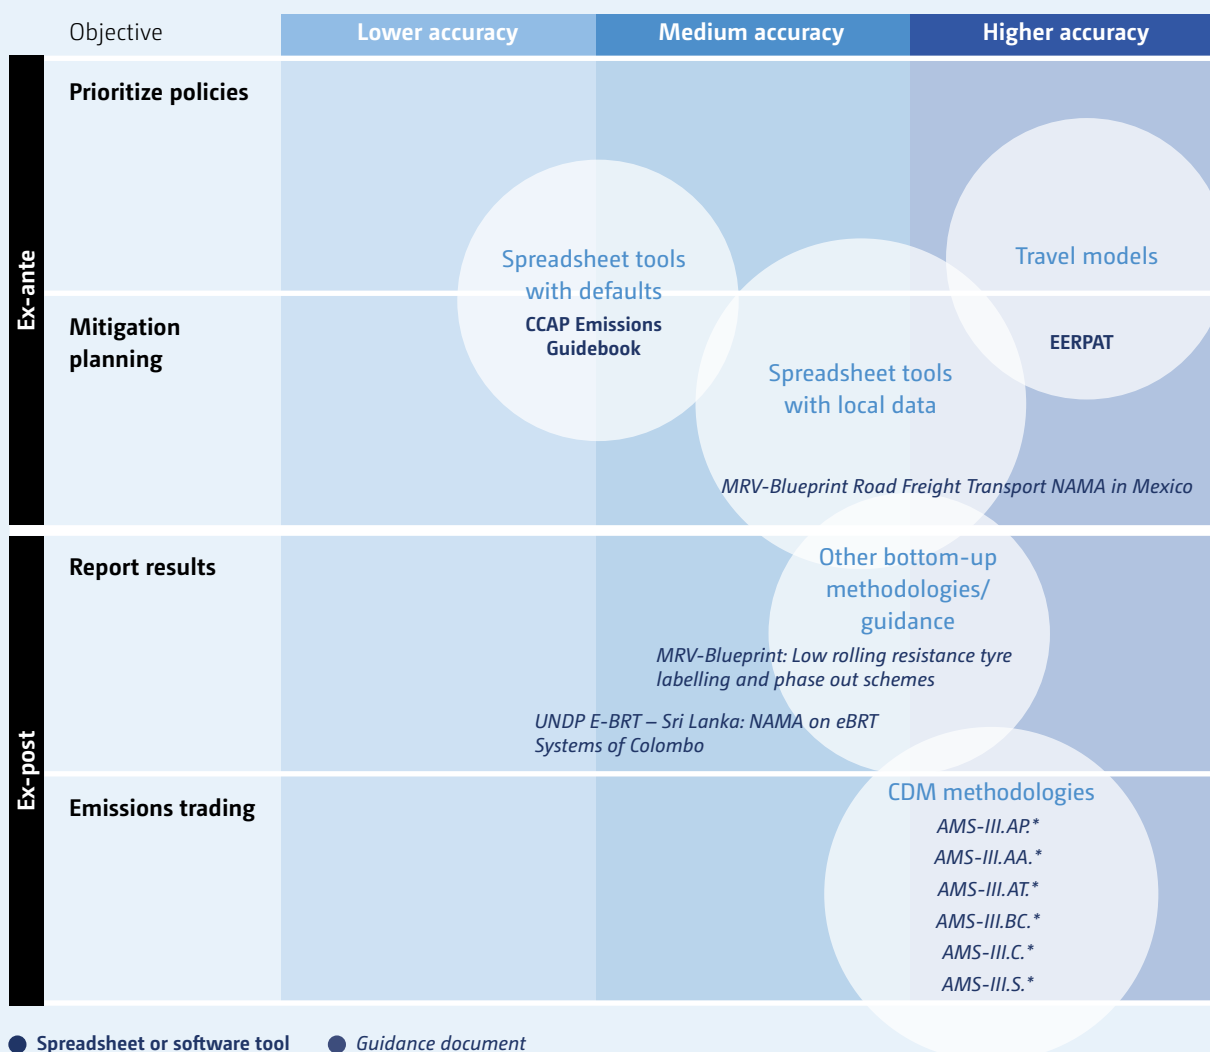 Objective
Lower accuracy
Medium accuracy
Higher accuracy
Ex-ante
Prioritize policies
Mitigation
planning
Spreadsheet tools
with defaults
CCAP Emissions
Guidebook
Travel models
EERPAT
Spreadsheet tools
with local data
MRV-Blueprint Road Freight Transport NAMA in Mexico
Ex-post
Report results
Other bottom-up
methodologies/
guidance
MRV-Blueprint: Low rolling resistance tyre
labelling and phase out schemes
UNDP E-BRT – Sri Lanka: NAMA on eBRT
Systems of Colombo
Emissions trading
CDM methodologies
AMS-III.AP.*
AMS-III.AA.*
AMS-III.AT.*
AMS-III.BC.*
AMS-III.C.*
AMS-III.S.*
Spreadsheet or software tool
Guidance document